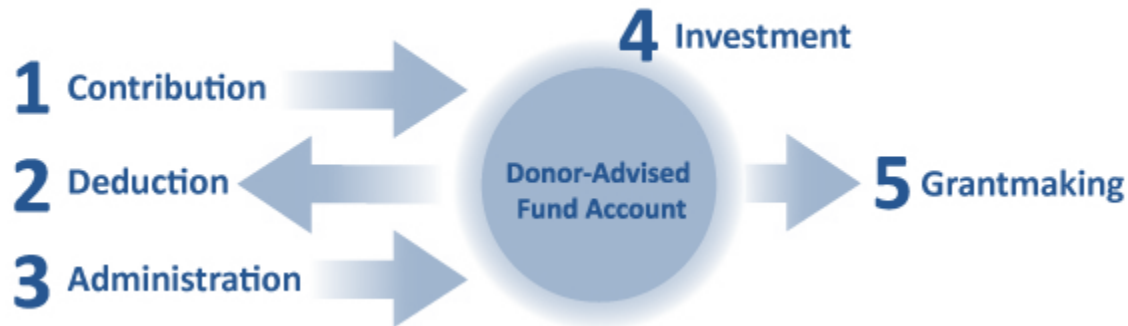 1 Contribution
2 Deduction
3 Administration
4 Investment
Donor-Advised
Fund Account
5 Grantmaking